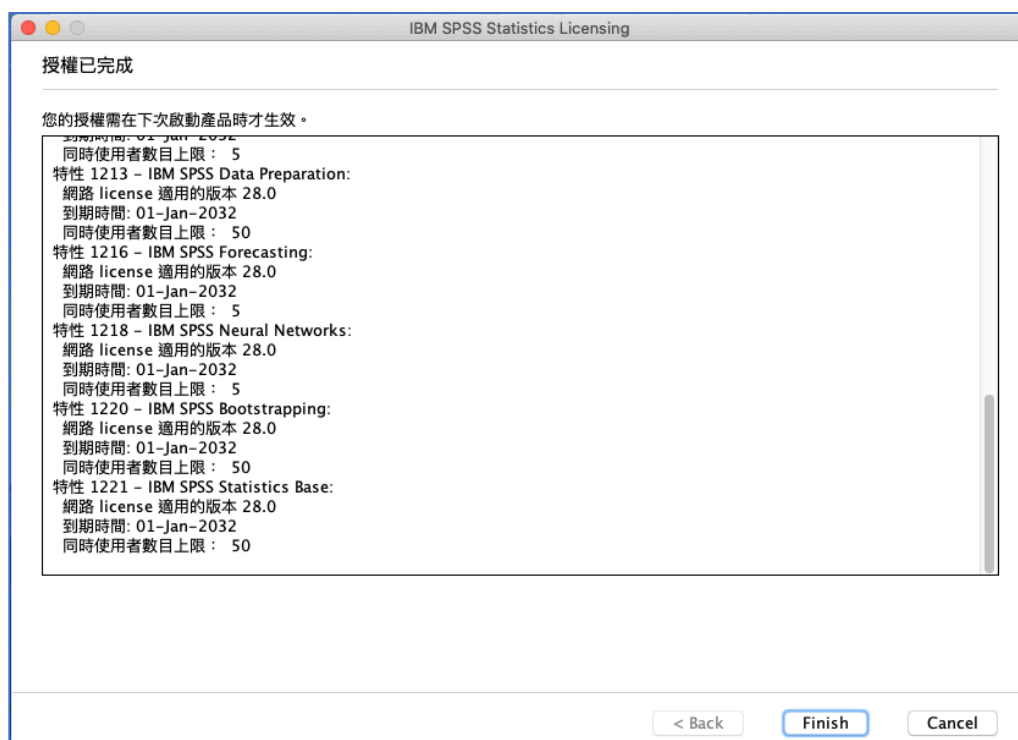 IBM SPSS Statistics Licensing
授權已完成
您的授權需在下次啟動產品時才生效。
到期時間: 01-Jan-2032
同時使用者數目上限： 5
特性 1213 – IBM SPSS Data Preparation:
網路 license 適用的版本 28.0
到期時間: 01-Jan-2032
同時使用者數目上限： 50
特性 1216 – IBM SPSS Forecasting:
網路 license 適用的版本 28.0
到期時間: 01-Jan-2032
同時使用者數目上限： 5
特性 1218 – IBM SPSS Neural Networks:
網路 license 適用的版本 28.0
到期時間: 01-Jan-2032
同時使用者數目上限： 5
特性 1220 – IBM SPSS Bootstrapping:
網路 license 適用的版本 28.0
到期時間: 01-Jan-2032
同時使用者數目上限： 50
特性 1221 – IBM SPSS Statistics Base:
網路 license 適用的版本 28.0
到期時間: 01-Jan-2032
同時使用者數目上限： 50
< Back
Finish
Cancel